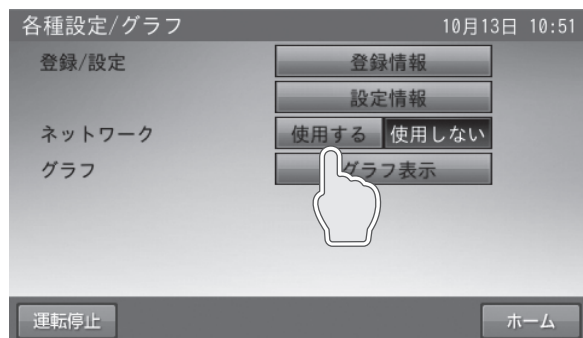 各種設定/グラフ 10月13日 10:51
登録/設定 登録情報
設定情報
ネットワーク 使用する 使用しない
グラフ グラフ表示
運転停止 ホーム